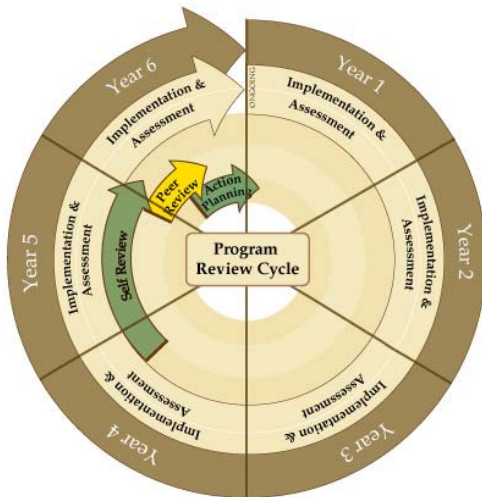 Year 1
Year 2
Year 3
Year 4
Year 5
Year 6
ONGOING
Implementation &
Assessment
Implementation &
Assessment
Implementation &
Assessment
Implementation &
Assessment
Implementation &
Assessment
Implementation &
Assessment
Self Review
Peer
Review
Action
Planning
Program
Review Cycle